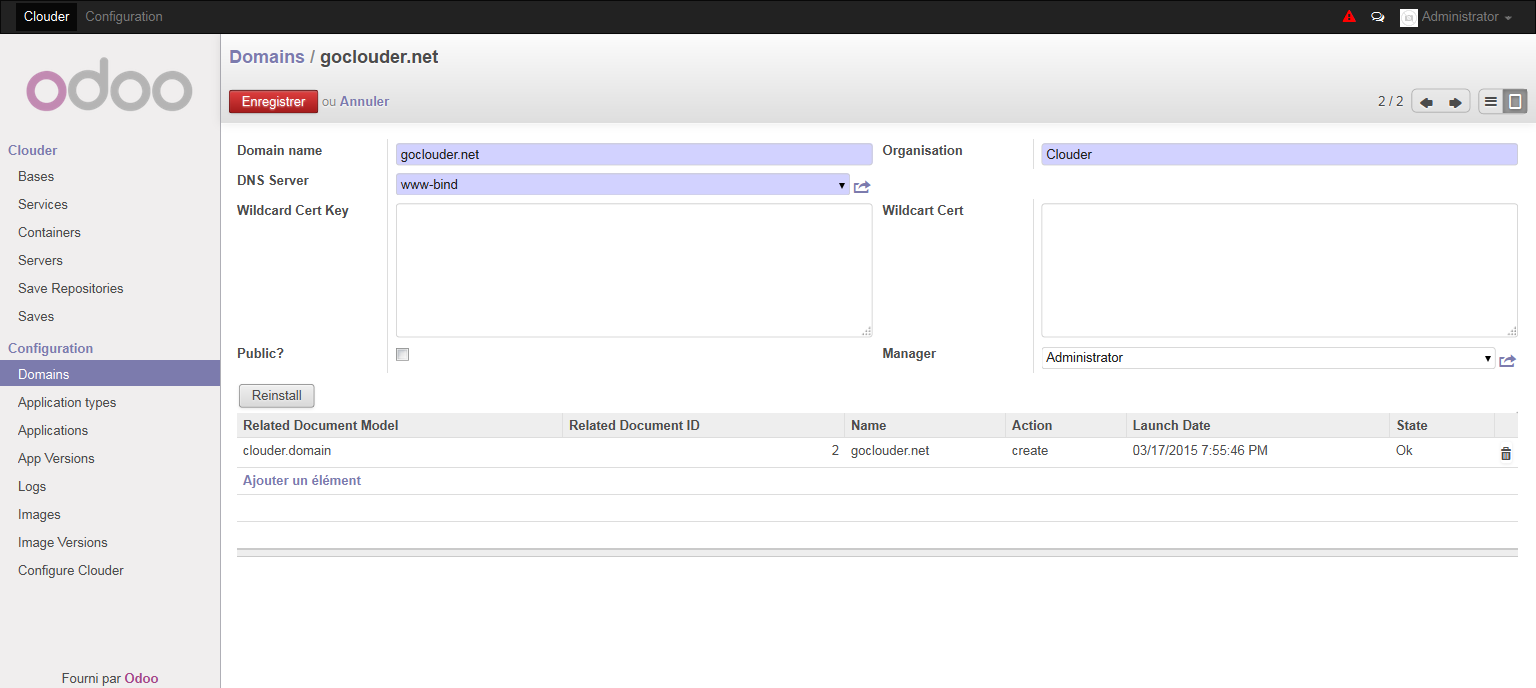 Clouder Configuration Administrator
odoo
Domains / goclouder.net
Enregistrer ou Annuler 2 / 2
Clouder
Bases
Services
Containers
Servers
Save Repositories
Saves
Configuration
Domains
Application types
Applications
App Versions
Logs
Images
Image Versions
Configure Clouder
Fourni par Odoo
Domain name goclouder.net Organisation Clouder
DNS Server www-bind
Wildcard Cert Key Wildcart Cert
Public? Manager Administrator
Reinstall
Related Document Model Related Document ID Name Action Launch Date State
clouder.domain 2 goclouder.net create 03/17/2015 7:55:46 PM Ok
Ajouter un élément